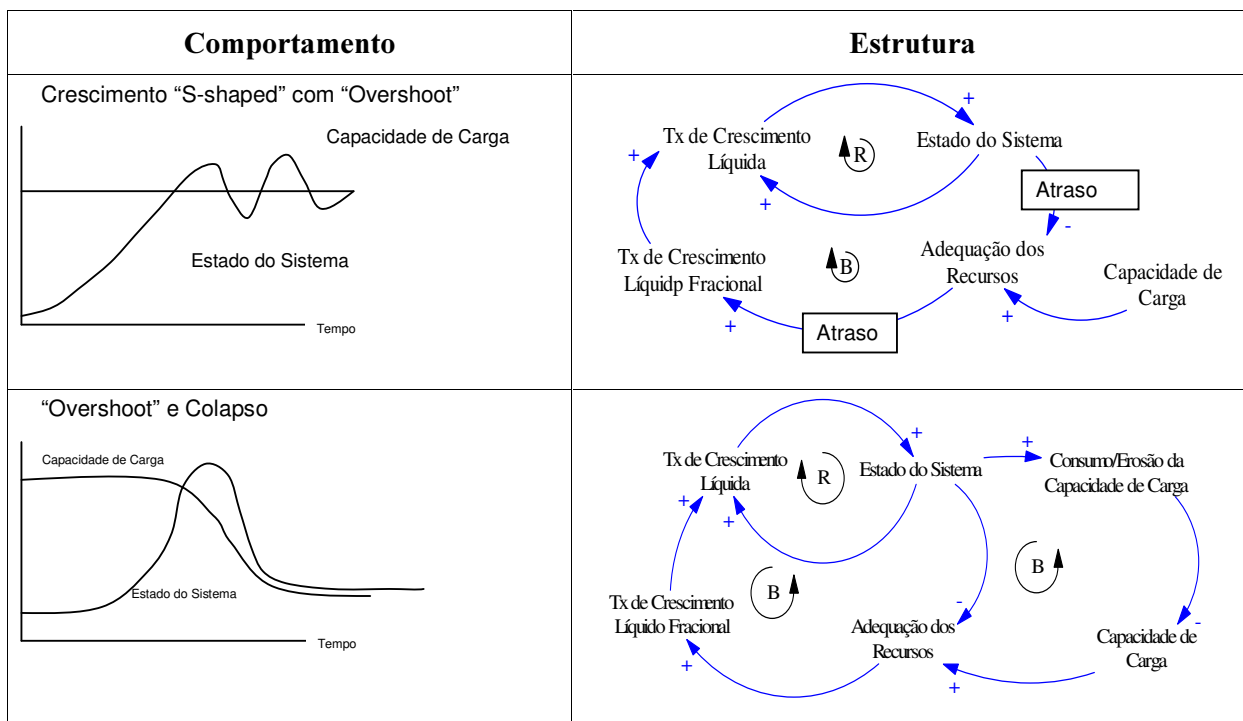 Comportamento
Estrutura
Crescimento “S-shaped” com “Overshoot”
Capacidade de Carga
Estado do Sistema
Tempo
Tx de Crescimento
Líquida
+
R
+
Estado do Sistema
+
Atraso
-
B
Tx de Crescimento
Líquidp Fracional
+
Atraso
Adequação dos
Recursos
+
Capacidade de
Carga
“Overshoot” e Colapso
Capacidade de Carga
Estado do Sistema
Tempo
Tx de Crescimento
Líquida
+
+
R
+
Estado do Sistema
+
Consumo/Erosão da
Capacidade de Carga
B
B
Tx de Crescimento
Líquido Fracional
+
-
Adequação dos
Recursos
+
-
Capacidade de
Carga